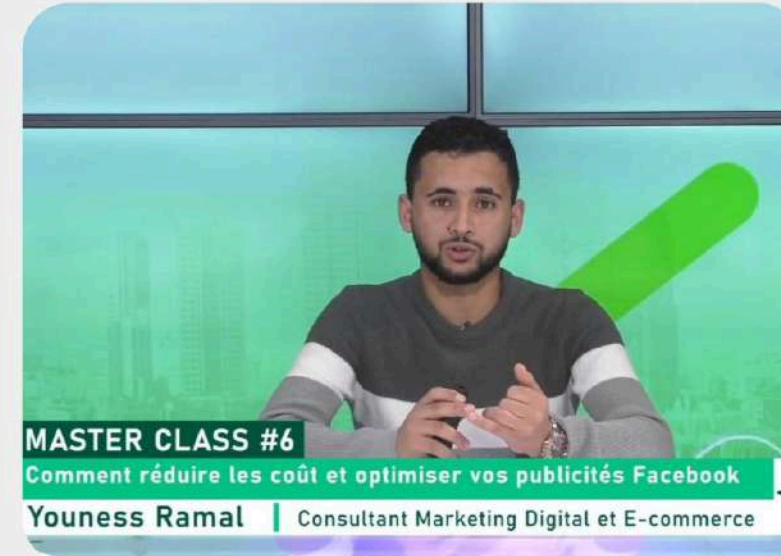 MASTER CLASS #6
Comment réduire les coût et optimiser vos publicités Facebook
Youness Ramal | Consultant Marketing Digital et E-commerce